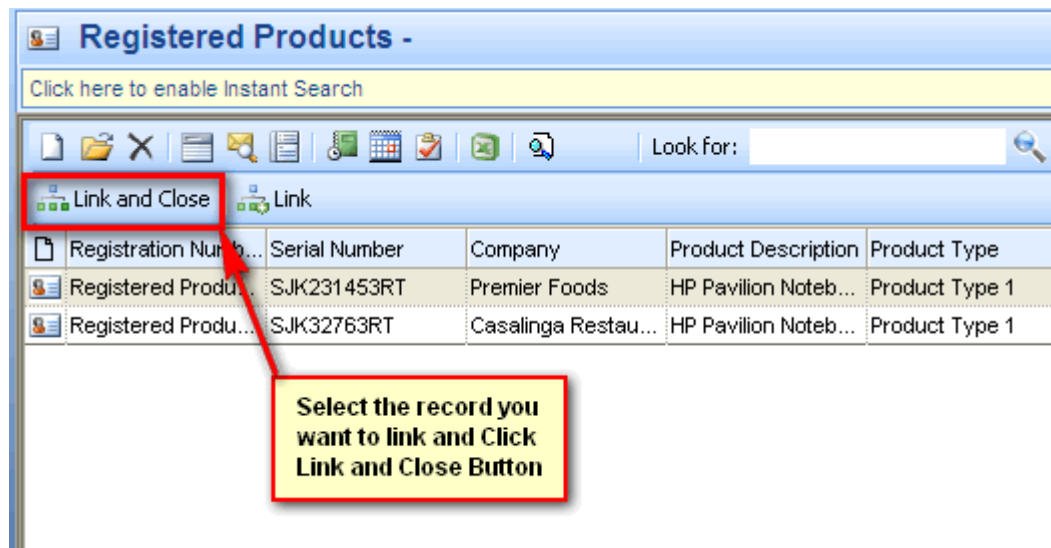 Registered Products -
Click here to enable Instant Search
Look for:
Link and Close Link
Registration Numb... Serial Number Company Product Description Product Type
Registered Produ... SJK231453RT Premier Foods HP Pavilion Noteb... Product Type 1
Registered Produ... SJK32763RT Casalinga Restau... HP Pavilion Noteb... Product Type 1
Select the record you
want to link and Click
Link and Close Button